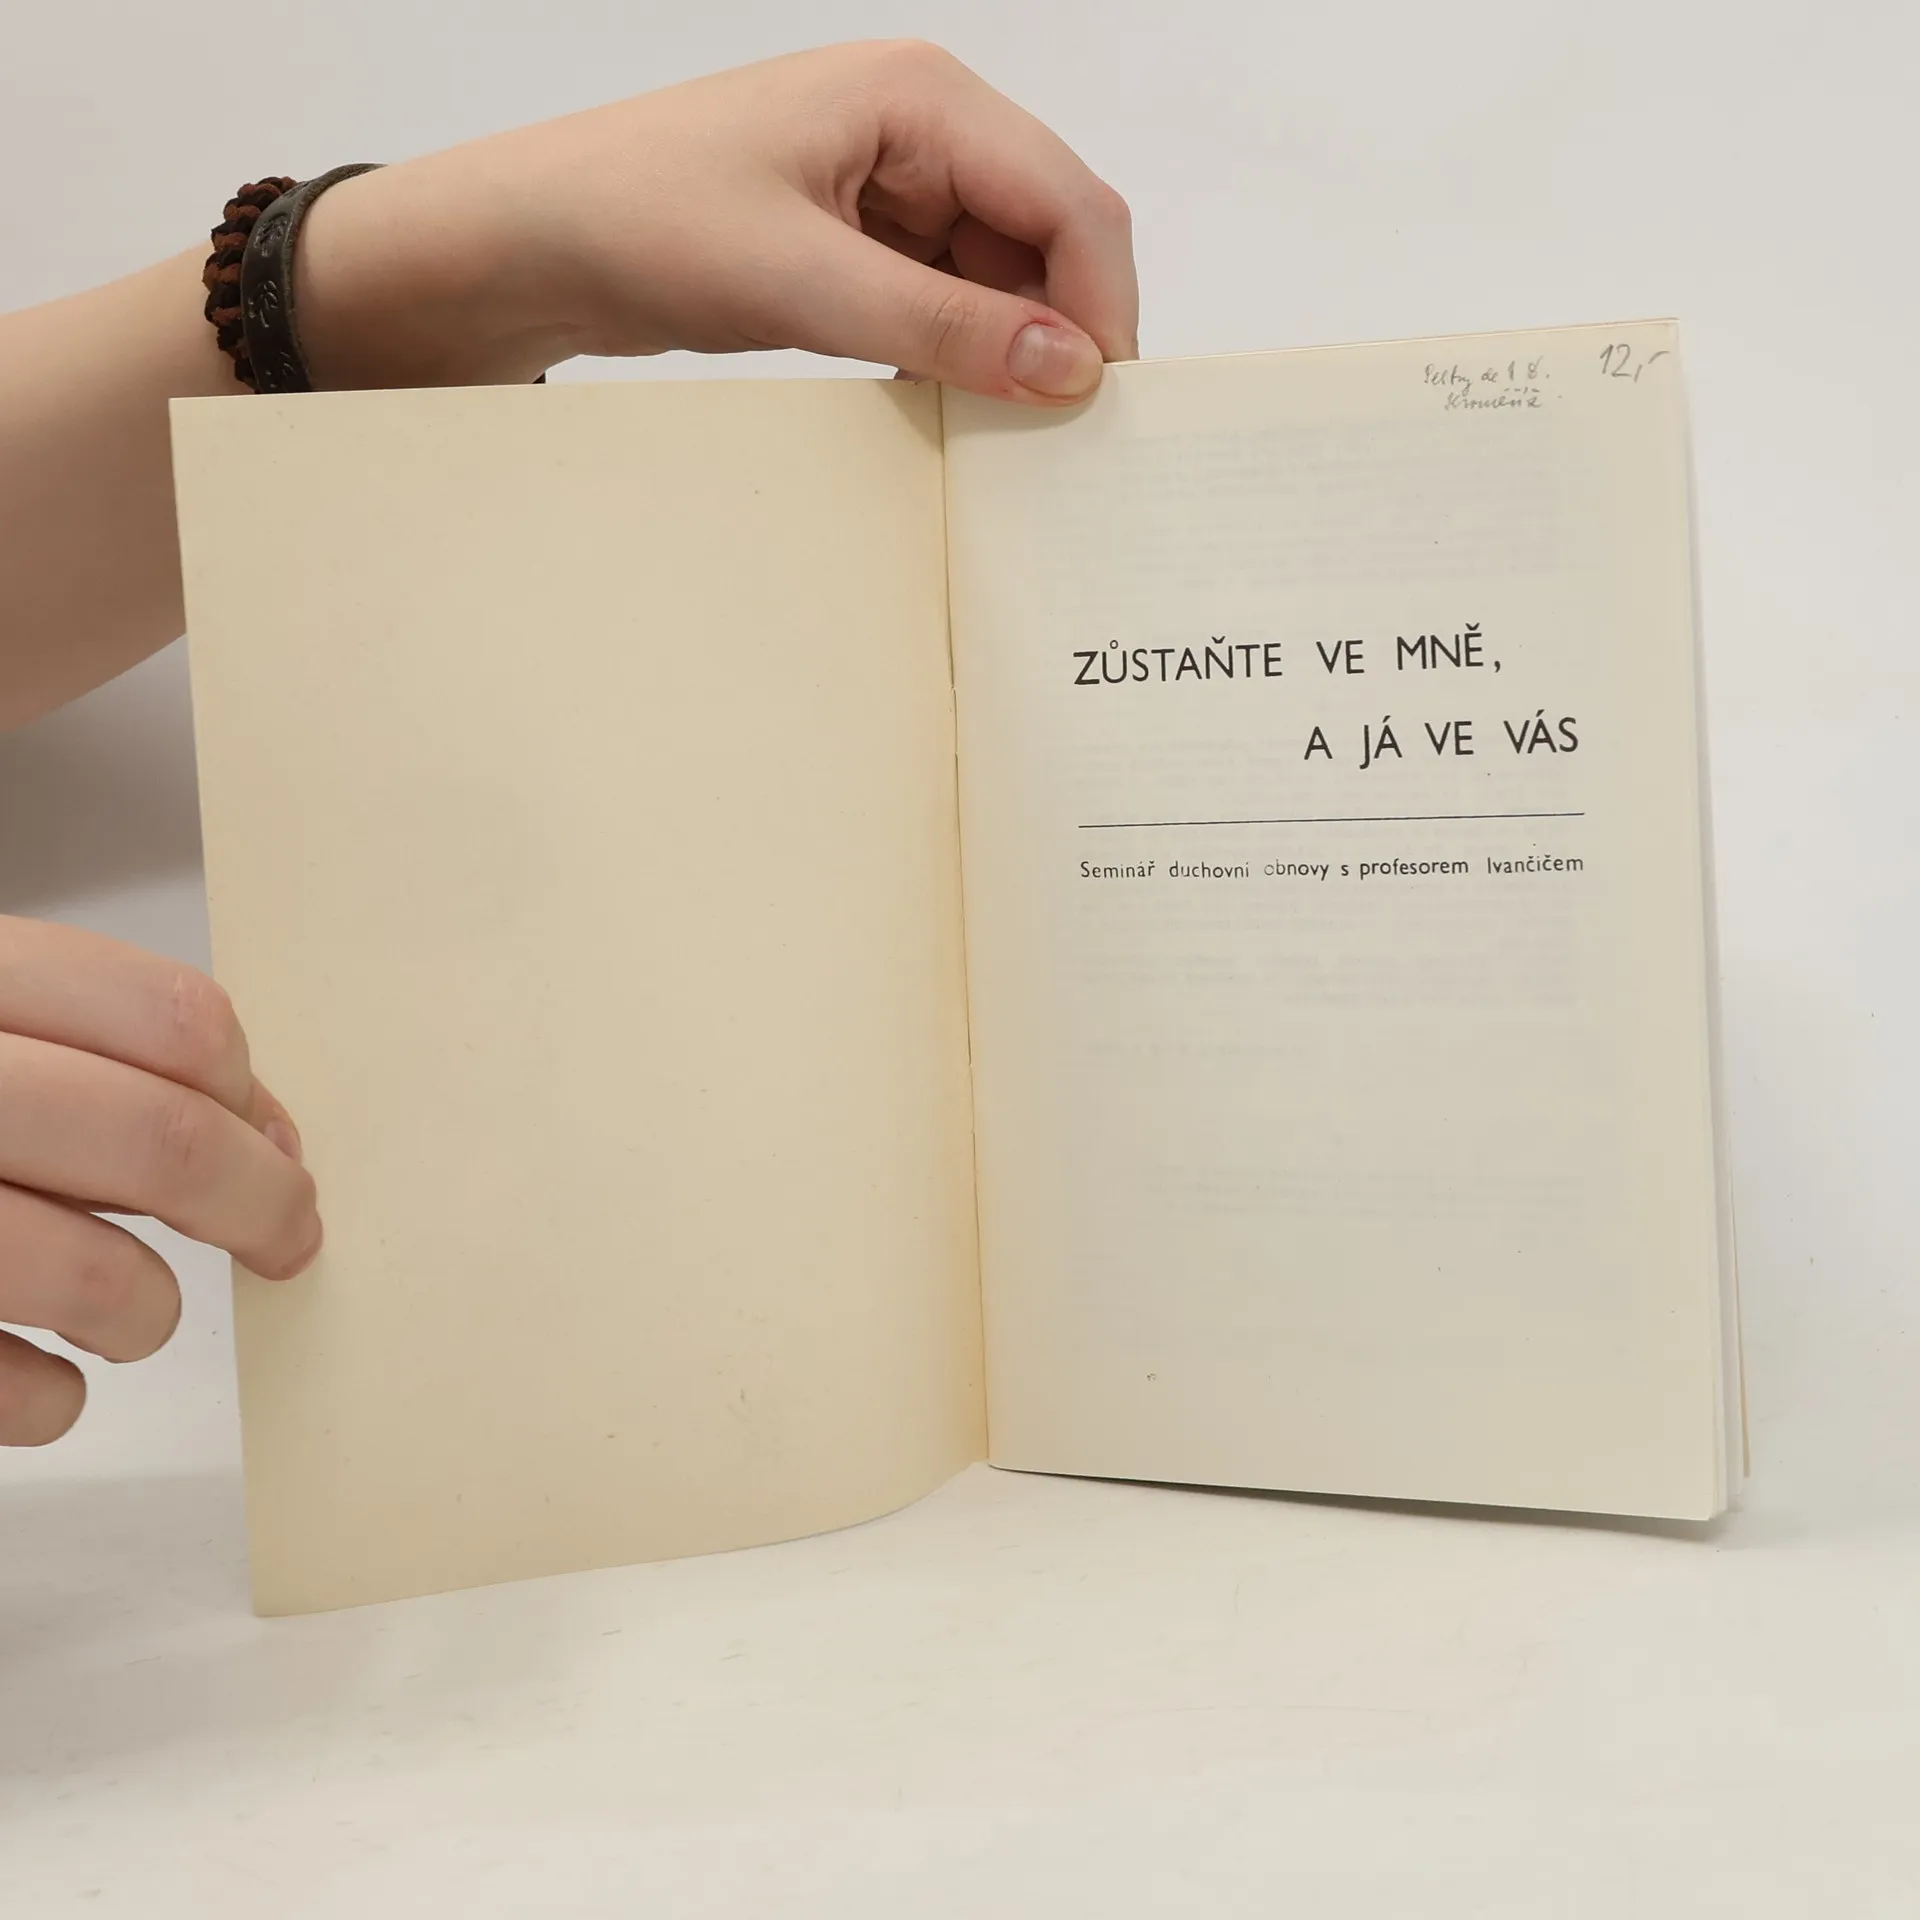 12,-
Kroměříž
ZŮSTAŇTE VE MNĚ,
A JÁ VE VÁS
Seminář duchovní obnovy s profesorem Ivančičem